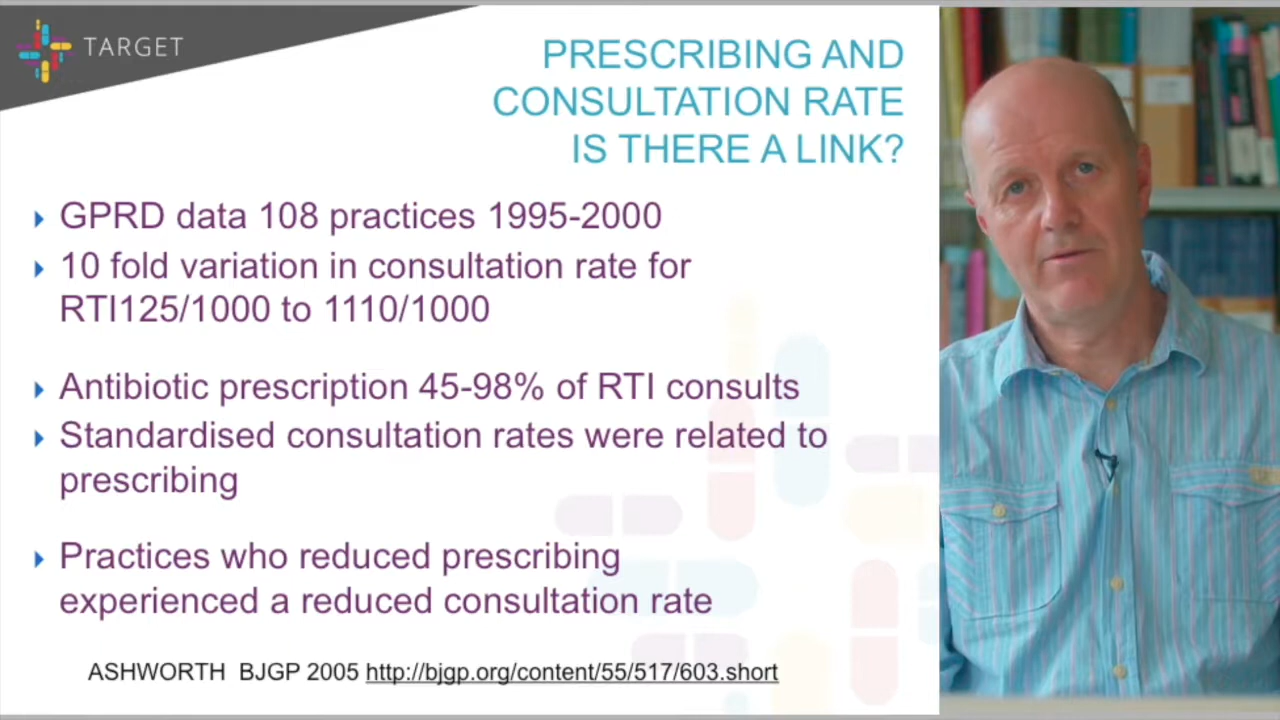 TARGET
PRESCRIBING AND
CONSULTATION RATE
IS THERE A LINK?
GPRD data 108 practices 1995-2000
10 fold variation in consultation rate for
RTI125/1000 to 1110/1000
Antibiotic prescription 45-98% of RTI consults
Standardised consultation rates were related to
prescribing
Practices who reduced prescribing
experienced a reduced consultation rate
ASHWORTH BJGP 2005 http://bjgp.org/content/55/517/603.short